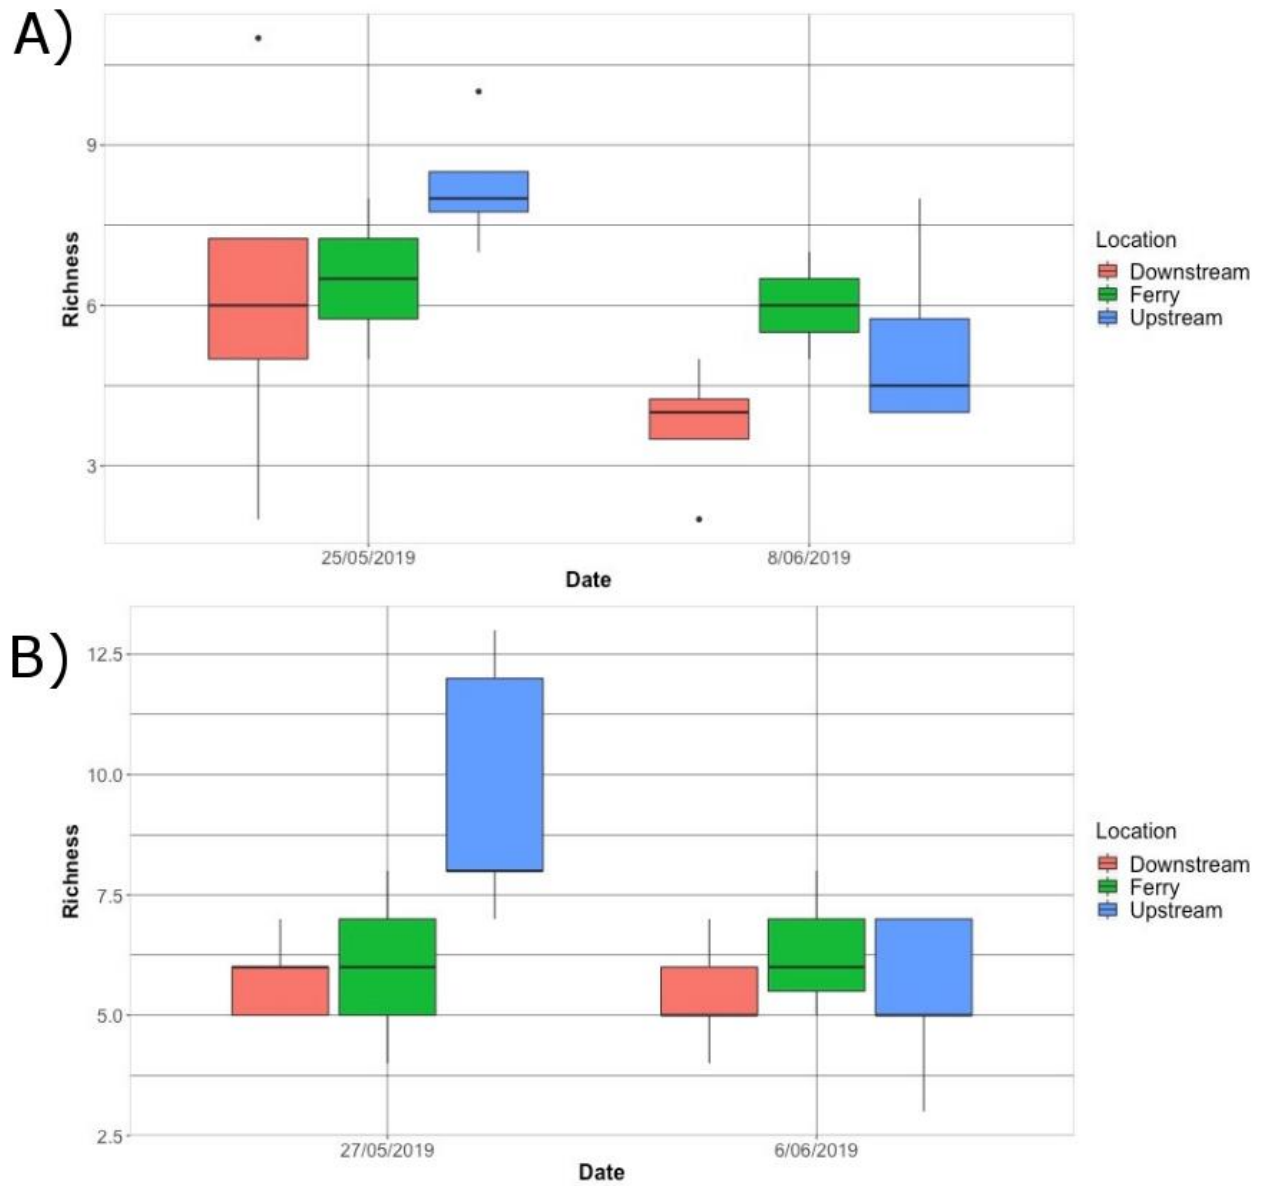 A)
9
6
3
Richness
25/05/2019
8/06/2019
Date
Location
Downstream
Ferry
Upstream
B)
12.5
10.0
7.5
5.0
2.5
Richness
27/05/2019
6/06/2019
Date
Location
Downstream
Ferry
Upstream